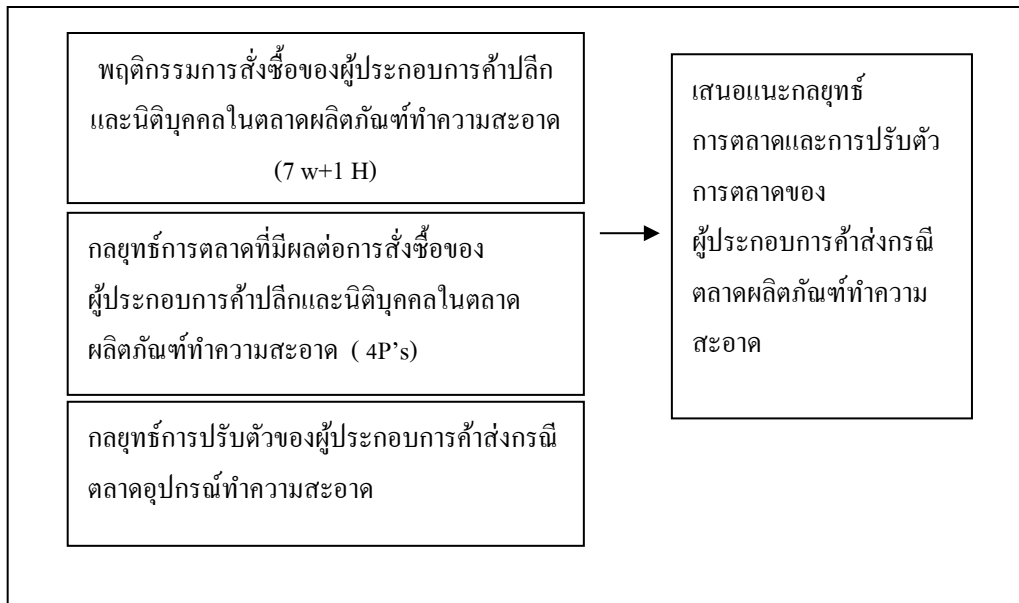 พฤติกรรมการสั่งซื้อของผู้ประกอบการค้าปลีก
และนิติบุคคลในตลาดผลิตภัณฑ์ทำความสะอาด
(7 w+1 H)
กลยุทธ์การตลาดที่มีผลต่อการสั่งซื้อของ
ผู้ประกอบการค้าปลีกและนิติบุคคลในตลาด
ผลิตภัณฑ์ทำความสะอาด ( 4P’s)
กลยุทธ์การปรับตัวของผู้ประกอบการค้าส่งกรณี
ตลาดอุปกรณ์ทำความสะอาด
เสนอแนะกลยุทธ์
การตลาดและการปรับตัว
การตลาดของ
ผู้ประกอบการค้าส่งกรณี
ตลาดผลิตภัณฑ์ทำความ
สะอาด